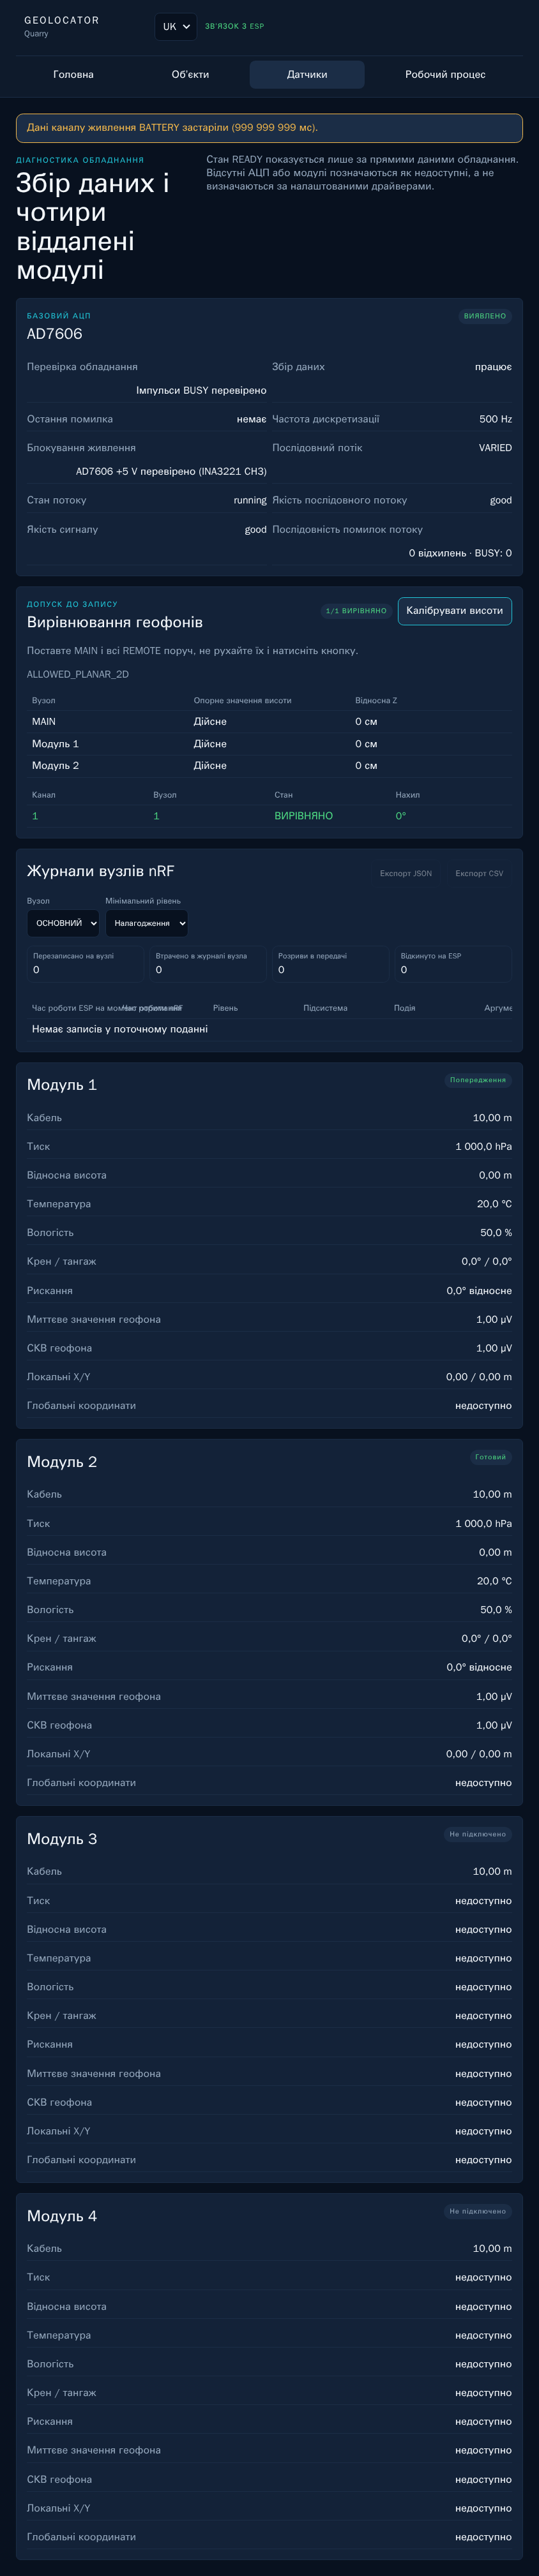 GEOLOCATOR
Quarry
UK
ЗВ'ЯЗОК З ESP
Головна
Об'єкти
Датчики
Робочий процес
Дані каналу живлення BATTERY застаріли (999 999 999 мс).
ДІАГНОСТИКА ОБЛАДНАННЯ
Збір даних і
чотири
віддалені
модулі
Стан READY показується лише за прямими даними обладнання.
Відсутні АЦП або модулі позначаються як недоступні, а не
визначаються за налаштованими драйверами.
БАЗОВИЙ АЦП
AD7606
ВИЯВЛЕНО
Перевірка обладнання
Імпульси BUSY перевірено
Збір даних працює
Остання помилка немає
Частота дискретизації 500 Hz
Блокування живлення
AD7606 +5 V перевірено (INA3221 CH3)
Послідовний потік VARIED
Стан потоку running
Якість послідовного потоку good
Якість сигналу good
Послідовність помилок потоку
0 відхилень · BUSY: 0
ДОПУСК ДО ЗАПИСУ
Вирівнювання геофонів
1/1 ВИРІВНЯНО
Калібрувати висоти
Поставте MAIN і всі REMOTE поруч, не рухайте їх і натисніть кнопку.
ALLOWED_PLANAR_2D
Вузол Опорне значення висоти Відносна Z
MAIN Дійсне 0 см
Модуль 1 Дійсне 0 см
Модуль 2 Дійсне 0 см
Канал Вузол Стан Нахил
1 1 ВИРІВНЯНО 0°
Журнали вузлів nRF
Експорт JSON
Експорт CSV
Вузол
ОСНОВНИЙ
Мінімальний рівень
Налагодження
Перезаписано на вузлі
0
Втрачено в журналі вузла
0
Розриви в передачі
0
Відкинуто на ESP
0
Час роботи ESP на момент Рівень Підсистема Подія Аргуме
Немає записів у поточному поданні
Модуль 1
Попередження
Кабель 10,00 m
Тиск 1 000,0 hPa
Відносна висота 0,00 m
Температура 20,0 °C
Вологість 50,0 %
Крен / тангаж 0,0° / 0,0°
Рискання 0,0° відносне
Миттєве значення геофона 1,00 µV
СКВ геофона 1,00 µV
Локальні X/Y 0,00 / 0,00 m
Глобальні координати недоступно
Модуль 2
Готовий
Кабель 10,00 m
Тиск 1 000,0 hPa
Відносна висота 0,00 m
Температура 20,0 °C
Вологість 50,0 %
Крен / тангаж 0,0° / 0,0°
Рискання 0,0° відносне
Миттєве значення геофона 1,00 µV
СКВ геофона 1,00 µV
Локальні X/Y 0,00 / 0,00 m
Глобальні координати недоступно
Модуль 3
Не підключено
Кабель 10,00 m
Тиск недоступно
Відносна висота недоступно
Температура недоступно
Вологість недоступно
Крен / тангаж недоступно
Рискання недоступно
Миттєве значення геофона недоступно
СКВ геофона недоступно
Локальні X/Y недоступно
Глобальні координати недоступно
Модуль 4
Не підключено
Кабель 10,00 m
Тиск недоступно
Відносна висота недоступно
Температура недоступно
Вологість недоступно
Крен / тангаж недоступно
Рискання недоступно
Миттєве значення геофона недоступно
СКВ геофона недоступно
Локальні X/Y недоступно
Глобальні координати недоступно